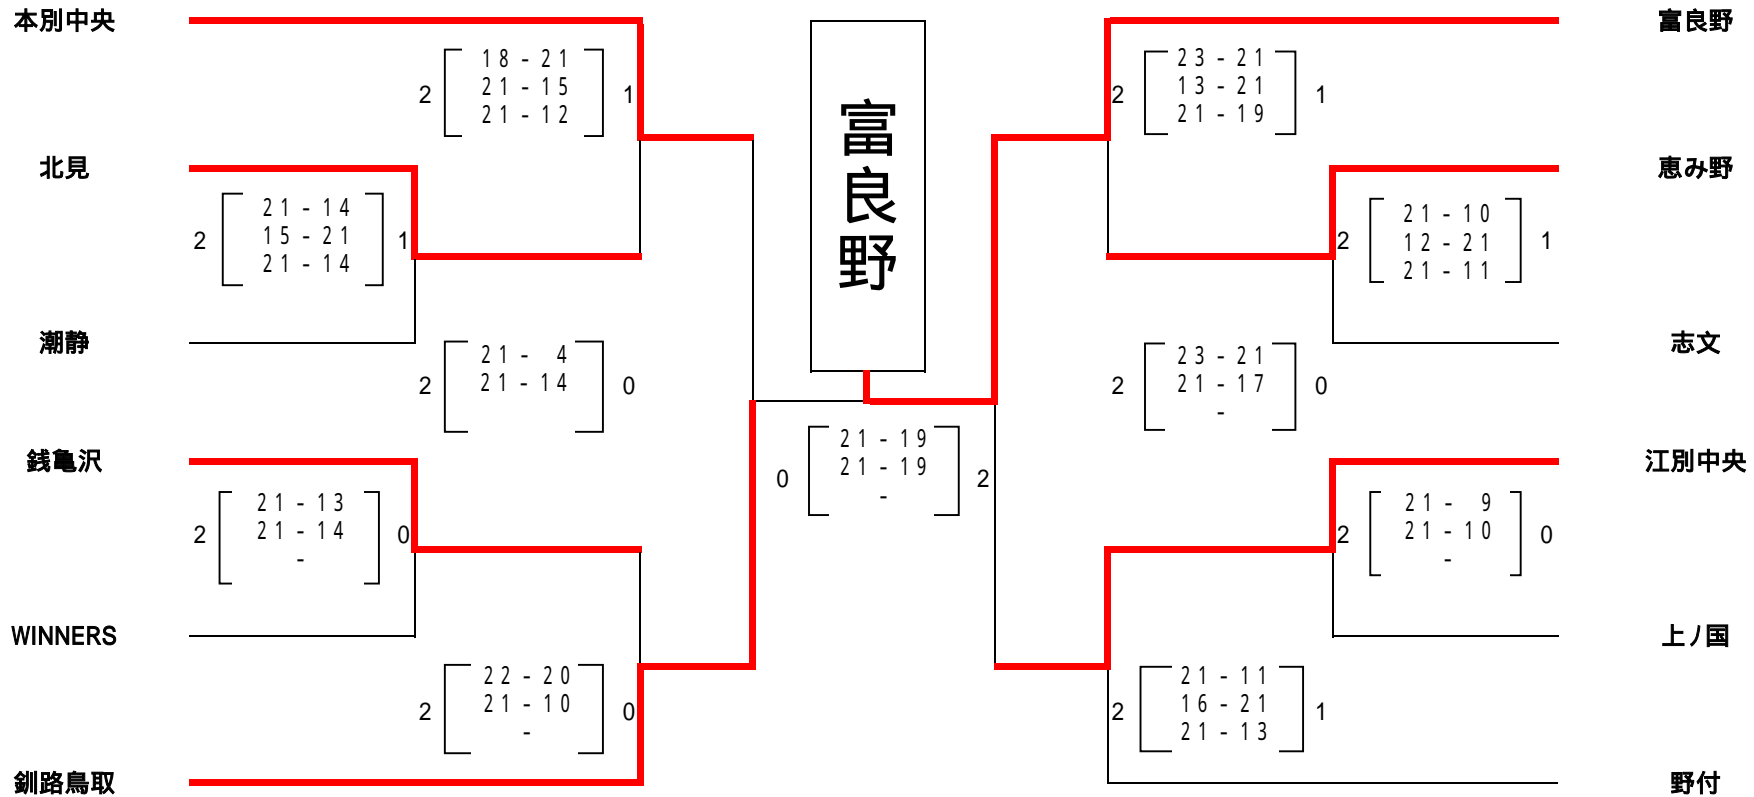 本別中央
富良野
18-21
2 21-15 1
21-12
富良野
23-21
2 13-21 1
21-19
北見
恵み野
21-14
2 15-21 1
21-14
21-10
2 12-21 1
21-11
潮静
志文
21- 4
2 21-14 0
23-21
2 21-17 0
-
銭亀沢
江別中央
21-19
0 21-19 2
-
21-13
2 21-14 0
-
21- 9
2 21-10 0
-
WINNERS
上ノ国
22-20
2 21-10 0
-
21-11
2 16-21 1
21-13
釧路鳥取
野付